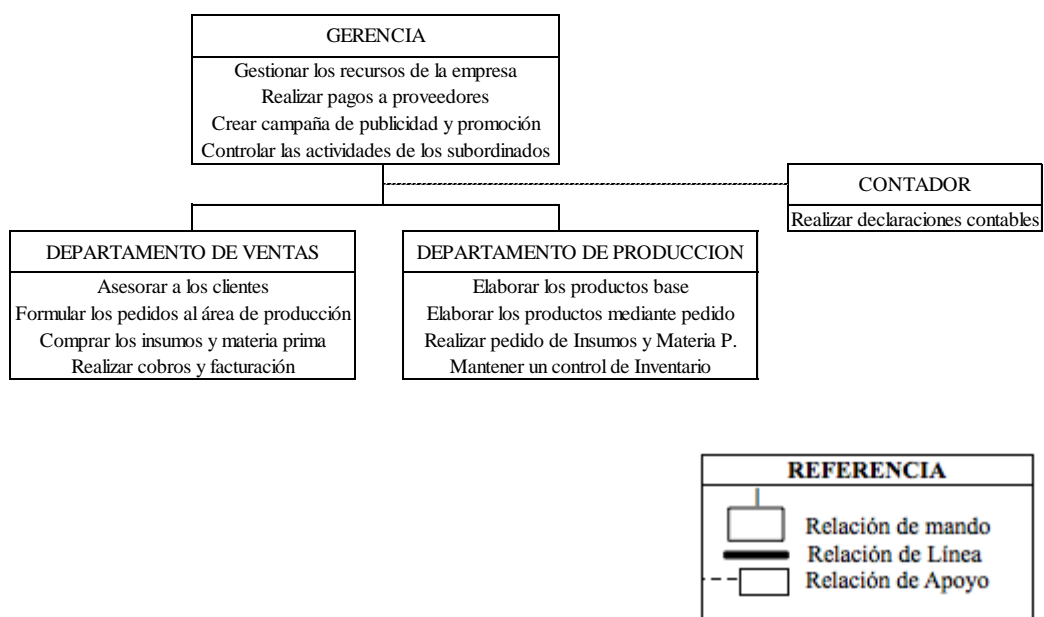 GERENCIA
Gestionar los recursos de la empresa
Realizar pagos a proveedores
Crear campaña de publicidad y promoción
Controlar las actividades de los subordinados
CONTADOR
Realizar declaraciones contables
DEPARTAMENTO DE VENTAS
Asesorar a los clientes
Formular los pedidos al área de producción
Comprar los insumos y materia prima
Realizar cobros y facturación
DEPARTAMENTO DE PRODUCCION
Elaborar los productos base
Elaborar los productos mediante pedido
Realizar pedido de Insumos y Materia P.
Mantener un control de Inventario
REFERENCIA
Relación de mando
Relación de Línea
Relación de Apoyo